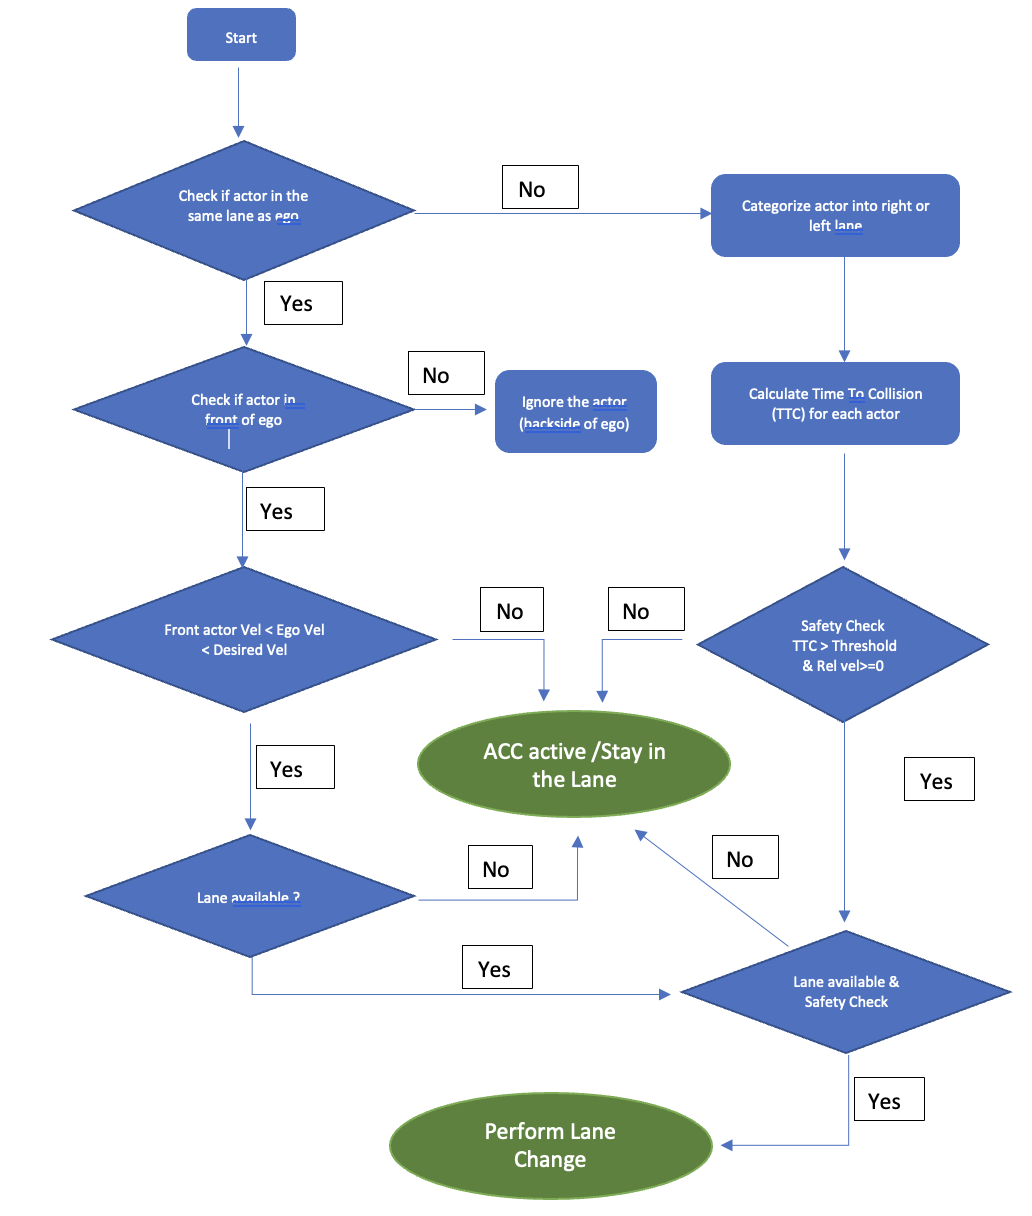 Start
Check if actor in the
same lane as ego
No
Categorize actor into right or
left lane
Yes
Check if actor in
front of ego
No
Ignore the actor
(backside of ego)
Calculate Time To Collision
(TTC) for each actor
Yes
Front actor Vel < Ego Vel
< Desired Vel
No
No
Safety Check
TTC > Threshold
& Rel vel>=0
Yes
ACC active /Stay in
the Lane
Yes
Lane available ?
No
No
Yes
Lane available &
Safety Check
Yes
Perform Lane
Change